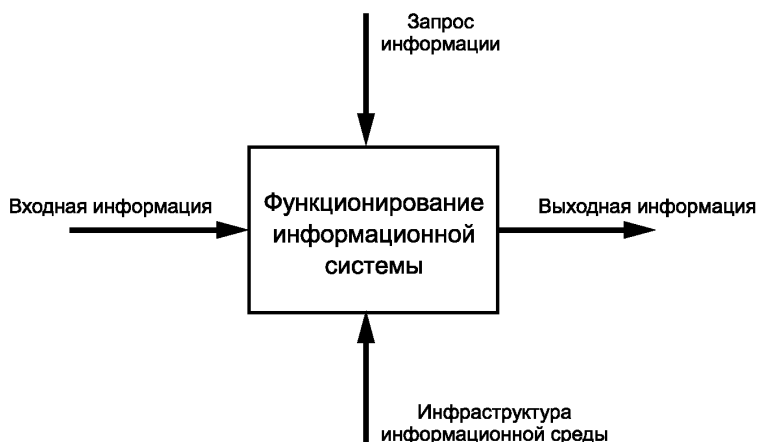 Запрос
информации
Входная информация
Функционирование
информационной
системы
Выходная информация
Инфраструктура
информационной среды